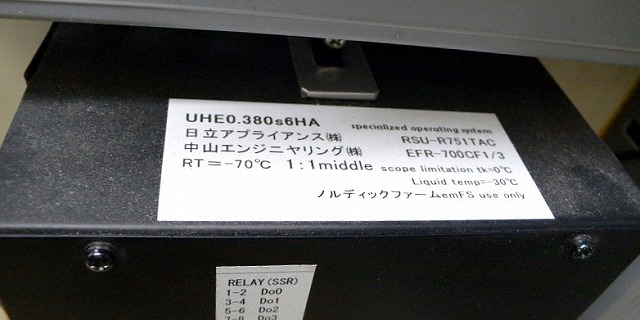 UHE0.380s6HA specialized operating system
日立アプライアンス㈱ RSU-R751TAC
中山エンジニヤリング㈱ EFR-700CF1/3
RT=-70℃ 1:1middle scope limitation tk=0℃
Liquid temp=-30℃
ノルディックファームemFS use only
RELAY(SSR)
1-2 Do0
3-4 Do1
5-6 Do2
7-8 Do3